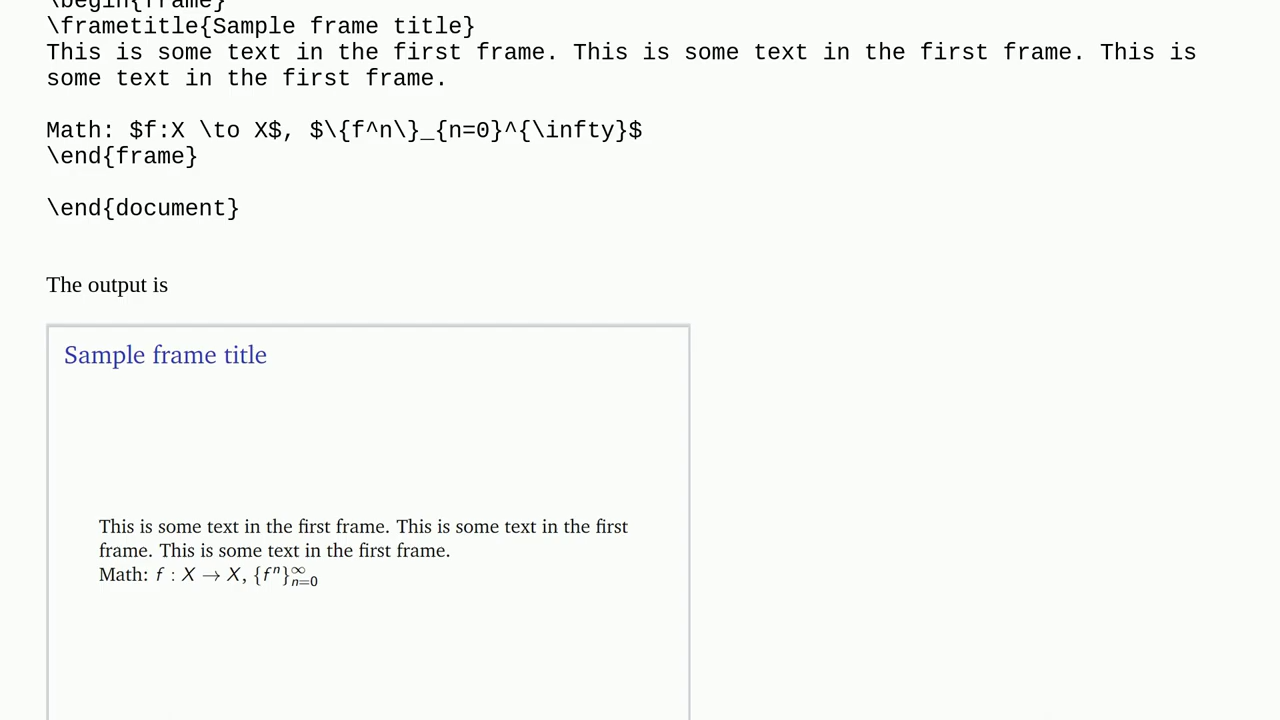 \begin{frame}
\frametitle{Sample frame title}
This is some text in the first frame. This is some text in the first frame. This is
some text in the first frame.
Math: $f:X \to X$, $\{f^n\}_{n=0}^{\infty}$
\end{frame}
\end{document}
The output is
Sample frame title
This is some text in the first frame. This is some text in the first
frame. This is some text in the first frame.
Math: f : X → X, {fⁿ}∞n=0